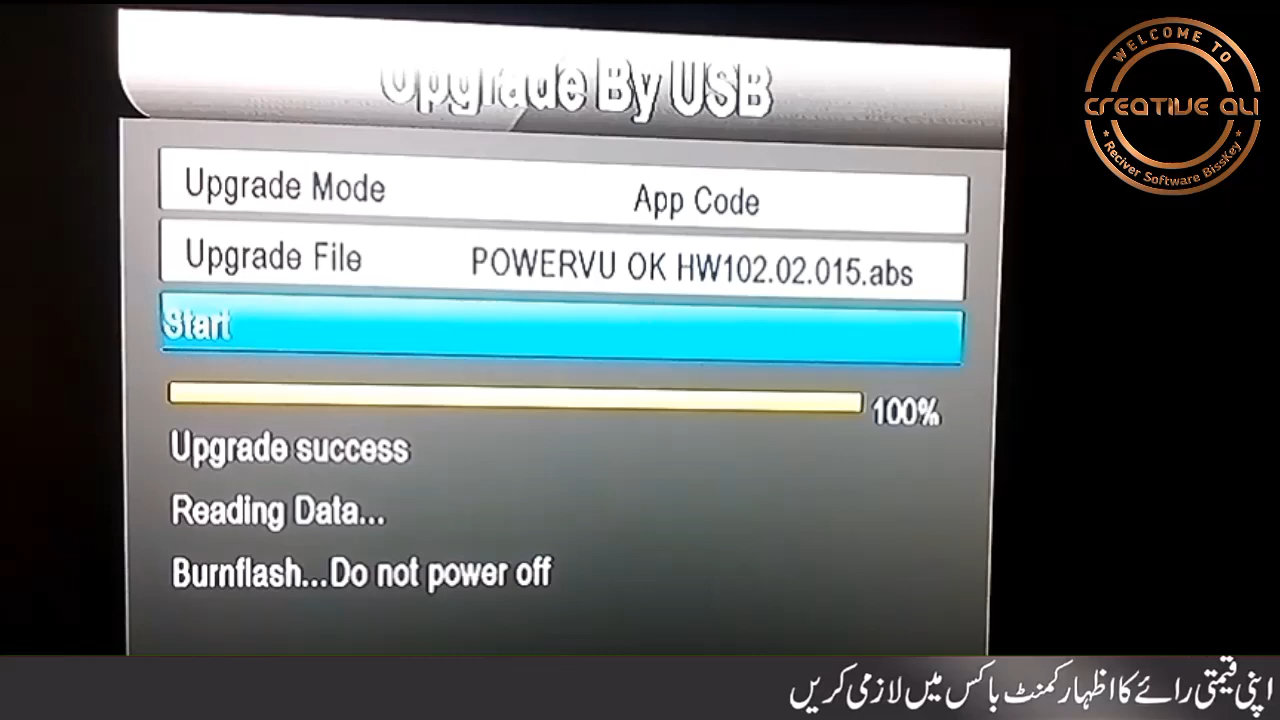 Upgrade By USB
WELCOME TO
CREATIVE ALI
Reciver Software BissKey
Upgrade Mode App Code
Upgrade File POWERVU OK HW102.02.015.abs
Start
100%
Upgrade success
Reading Data...
Burnflash...Do not power off
اپنی قیمتی رائے کا اظہار کمنٹ باکس میں لازمی کریں